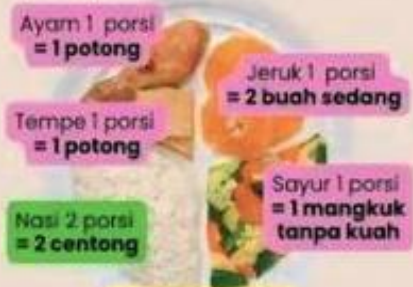 Ayam 1 porsi
= 1 potong
Jeruk 1 porsi
= 2 buah sedang
Tempe 1 porsi
= 1 potong
Sayur 1 porsi
= 1 mangkuk
tanpa kuah
Nasi 2 porsi
= 2 centong